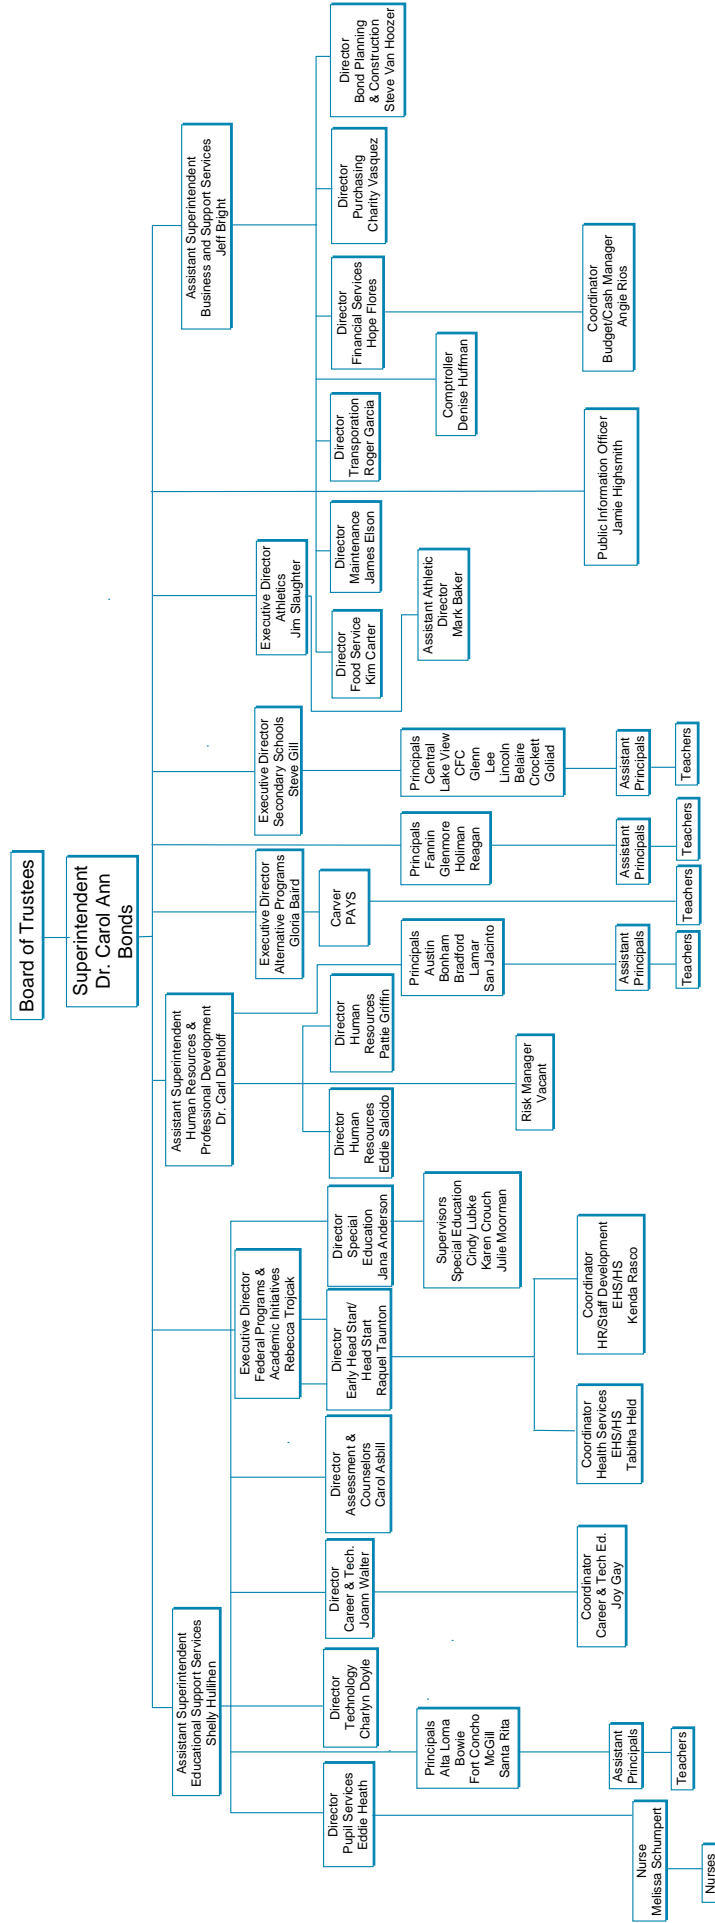 Board of Trustees
Superintendent
Dr. Carol Ann
Bonds
Assistant Superintendent
Educational Support Services
Shelly Hullihen
Assistant Superintendent
Human Resources &
Professional Development
Dr. Carl Dethloff
Assistant Superintendent
Business and Support Services
Jeff Bright
Executive Director
Federal Programs &
Academic Initiatives
Rebecca Trojcak
Executive Director
Alternative Programs
Gloria Baird
Executive Director
Secondary Schools
Steve Gill
Executive Director
Athletics
Jim Slaughter
Director
Pupil Services
Eddie Heath
Director
Technology
Charlyn Doyle
Director
Career & Tech.
Joann Walter
Director
Assessment &
Counselors
Carol Asbill
Director
Early Head Start/
Head Start
Raquel Taunton
Director
Special
Education
Jana Anderson
Director
Human
Resources
Eddie Salcido
Director
Human
Resources
Pattie Griffin
Carver
PAYS
Director
Food Service
Kim Carter
Director
Maintenance
James Elson
Director
Transporation
Roger Garcia
Director
Financial Services
Hope Flores
Director
Purchasing
Charity Vasquez
Director
Bond Planning
& Construction
Steve Van Hoozer
Principals
Alta Loma
Bowie
Fort Concho
McGill
Santa Rita
Supervisors
Special Education
Cindy Lubke
Karen Crouch
Julie Moorman
Principals
Austin
Bonham
Bradford
Lamar
San Jacinto
Principals
Fannin
Glenmore
Holiman
Reagan
Principals
Central
Lake View
CFC
Glenn
Lee
Lincoln
Belaire
Crockett
Goliad
Assistant Athletic
Director
Mark Baker
Comptroller
Denise Huffman
Risk Manager
Vacant
Coordinator
Career & Tech Ed.
Joy Gay
Coordinator
Health Services
EHS/HS
Tabitha Held
Coordinator
HR/Staff Development
EHS/HS
Kenda Rasco
Public Information Officer
Jamie Highsmith
Coordinator
Budget/Cash Manager
Angie Rios
Assistant
Principals
Assistant
Principals
Assistant
Principals
Assistant
Principals
Nurse
Melissa Schumpert
Teachers
Teachers
Teachers
Teachers
Teachers
Nurses